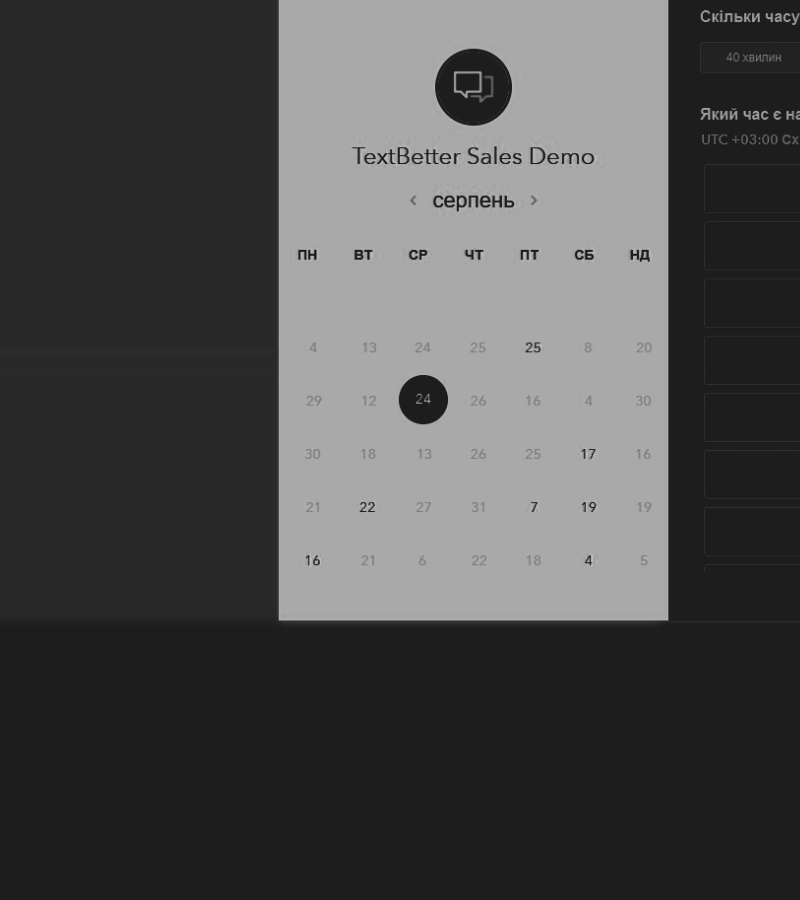 TextBetter Sales Demo
‹ серпень ›
ПН ВТ СР ЧТ ПТ СБ НД
4 13 24 25 25 8 20
29 12 24 26 16 4 30
30 18 13 26 25 17 16
21 22 27 31 7 19 19
16 21 6 22 18 4 5
Скільки часу
40 хвилин
Який час є на
UTC +03:00 Сх